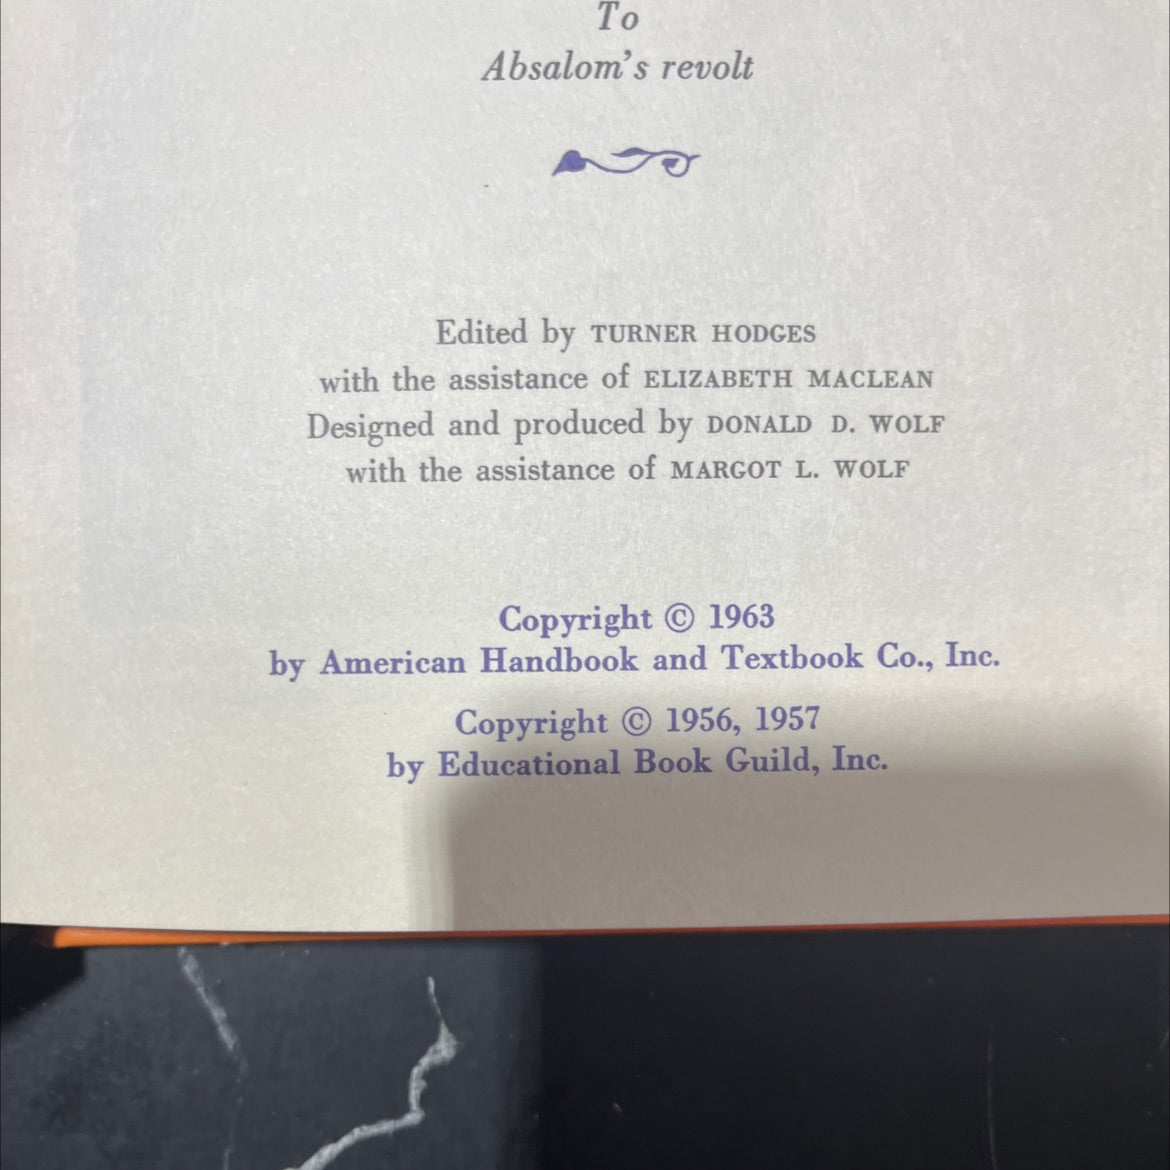 To
Absalom's revolt
Edited by TURNER HODGES
with the assistance of ELIZABETH MACLEAN
Designed and produced by DONALD D. WOLF
with the assistance of MARGOT L. WOLF
Copyright © 1963
by American Handbook and Textbook Co., Inc.
Copyright © 1956, 1957
by Educational Book Guild, Inc.